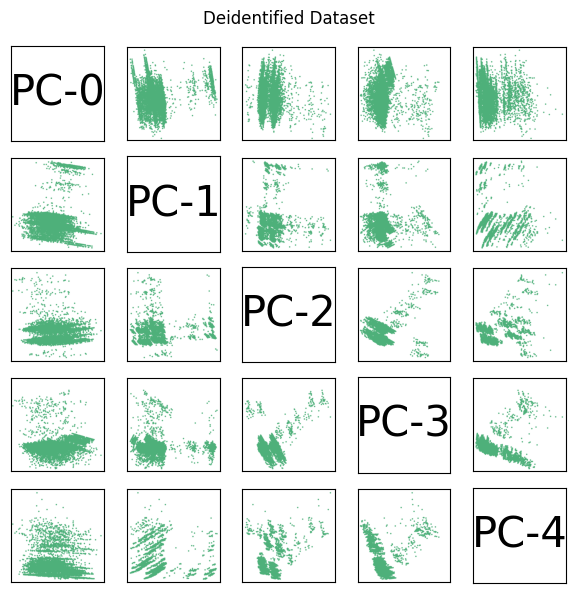 Deidentified Dataset
PC-0
PC-1
PC-2
PC-3
PC-4